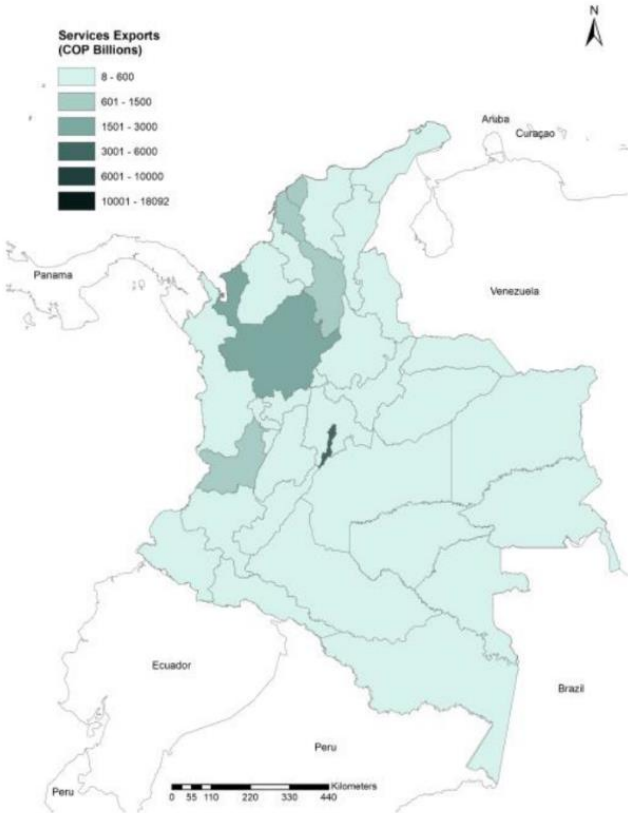 N
Services Exports
(COP Billions)
8 - 600
601 - 1500
1501 - 3000
3001 - 6000
6001 - 10000
10001 - 18092
Aruba
Curaçao
Panama
Venezuela
Ecuador
Brazil
Peru
Peru
Kilometers
0 55 110 220 330 440